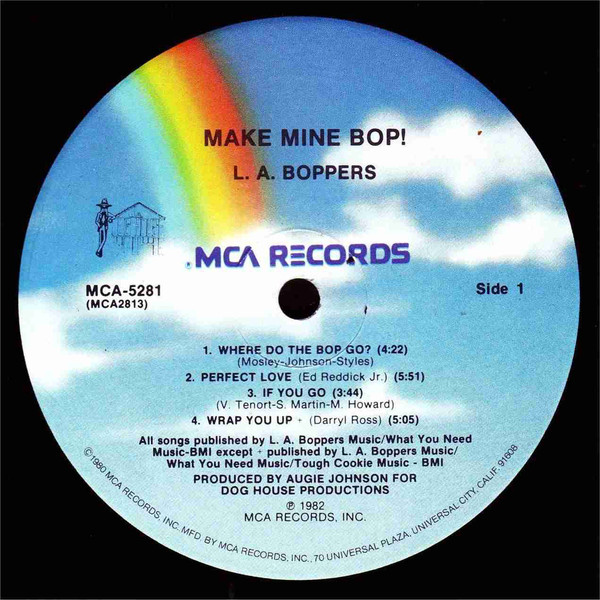 MAKE MINE BOP!
L. A. BOPPERS
MCA RECORDS
MCA-5281
(MCA2813)
Side 1
1. WHERE DO THE BOP GO? (4:22)
(Mosley-Johnson-Styles)
2. PERFECT LOVE (Ed Reddick Jr.) (5:51)
3. IF YOU GO (3:44)
(V. Tenort-S. Martin-M. Howard)
4. WRAP YOU UP + (Darryl Ross) (5:05)
All songs published by L. A. Boppers Music/What You Need
Music-BMI except + published by L. A. Boppers Music/
What You Need Music/Tough Cookie Music - BMI
PRODUCED BY AUGIE JOHNSON FOR
DOG HOUSE PRODUCTIONS
℗ 1982
MCA RECORDS, INC.
©1980 MCA RECORDS, INC. MFD. BY MCA RECORDS, INC., 70 UNIVERSAL PLAZA, UNIVERSAL CITY, CALIF. 91608